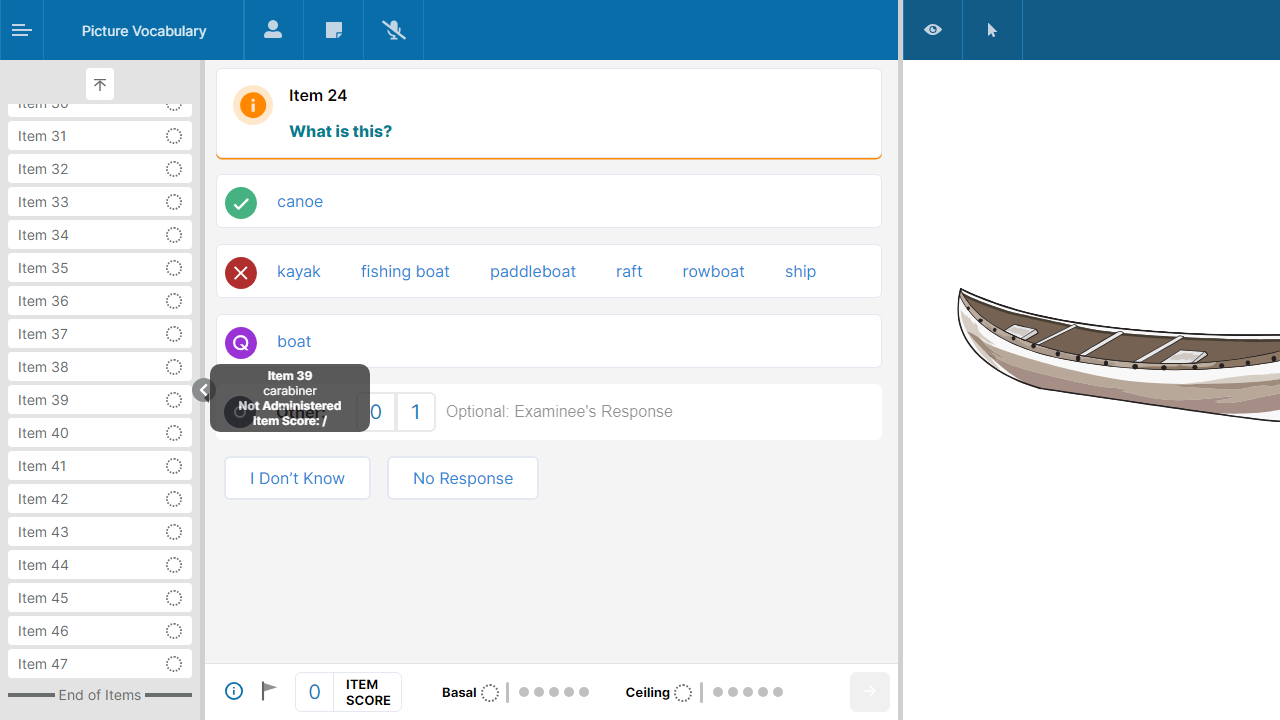 Picture Vocabulary
Item 30
Item 31
Item 32
Item 33
Item 34
Item 35
Item 36
Item 37
Item 38
Item 39
Item 40
Item 41
Item 42
Item 43
Item 44
Item 45
Item 46
Item 47
End of Items
Item 24
What is this?
canoe
kayak fishing boat paddleboat raft rowboat ship
Q boat
Item 39
carabiner
Not Administered
Item Score: /
Other: 0 1 Optional: Examinee's Response
I Don’t Know No Response
0 ITEM SCORE Basal Ceiling